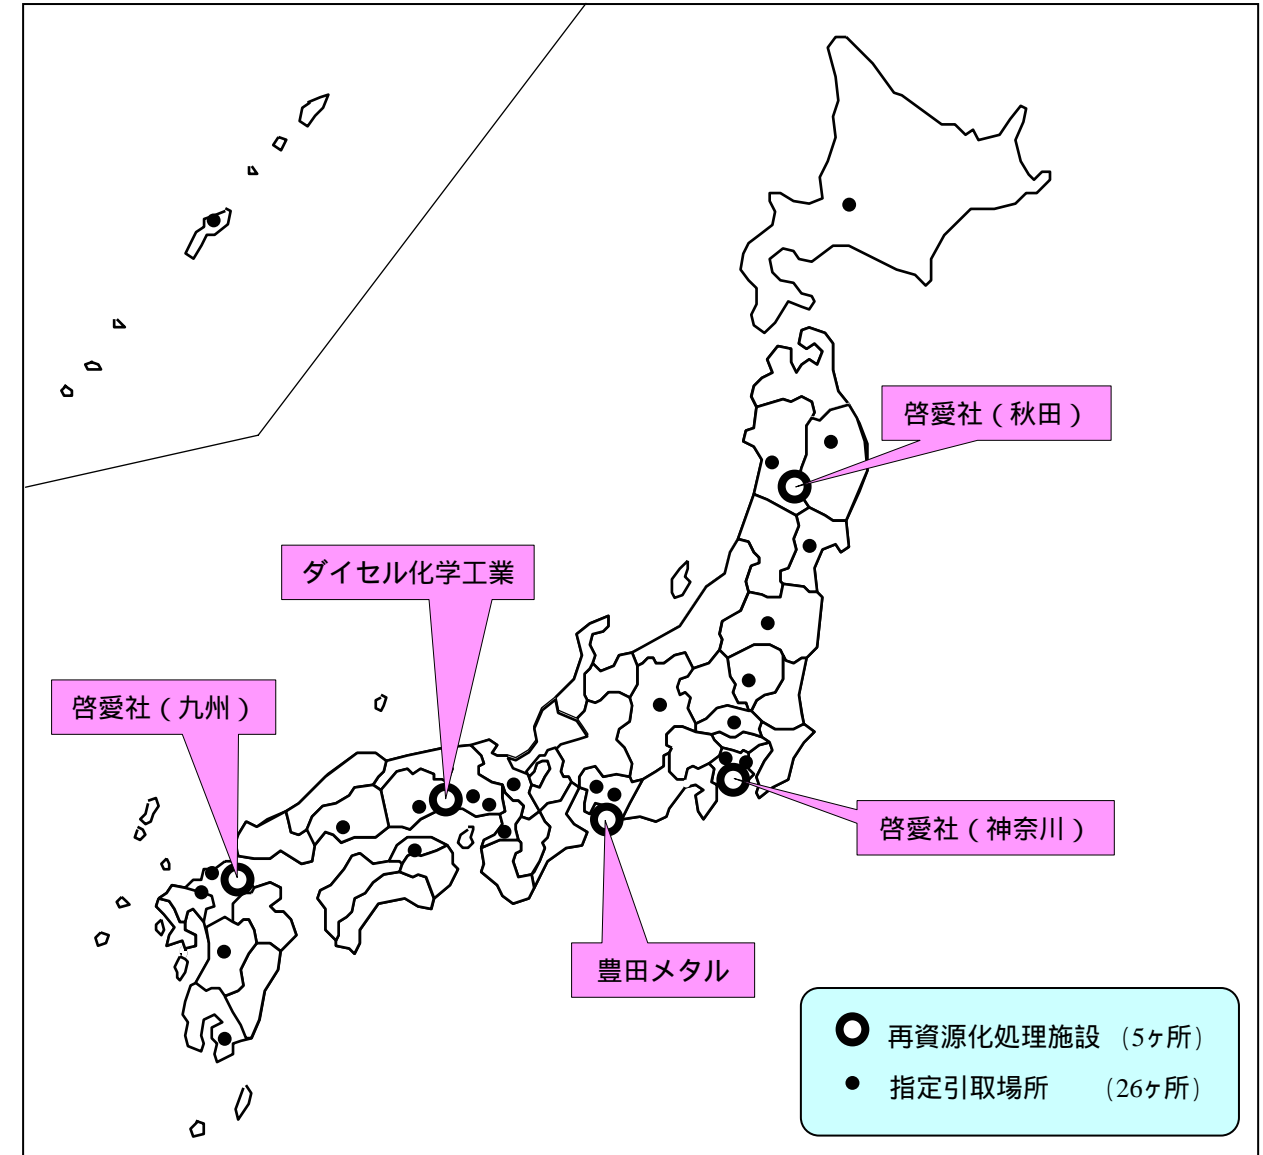 啓愛社（秋田）
ダイセル化学工業
啓愛社（九州）
啓愛社（神奈川）
豊田メタル
再資源化処理施設 (5ヶ所)
指定引取場所 (26ヶ所)